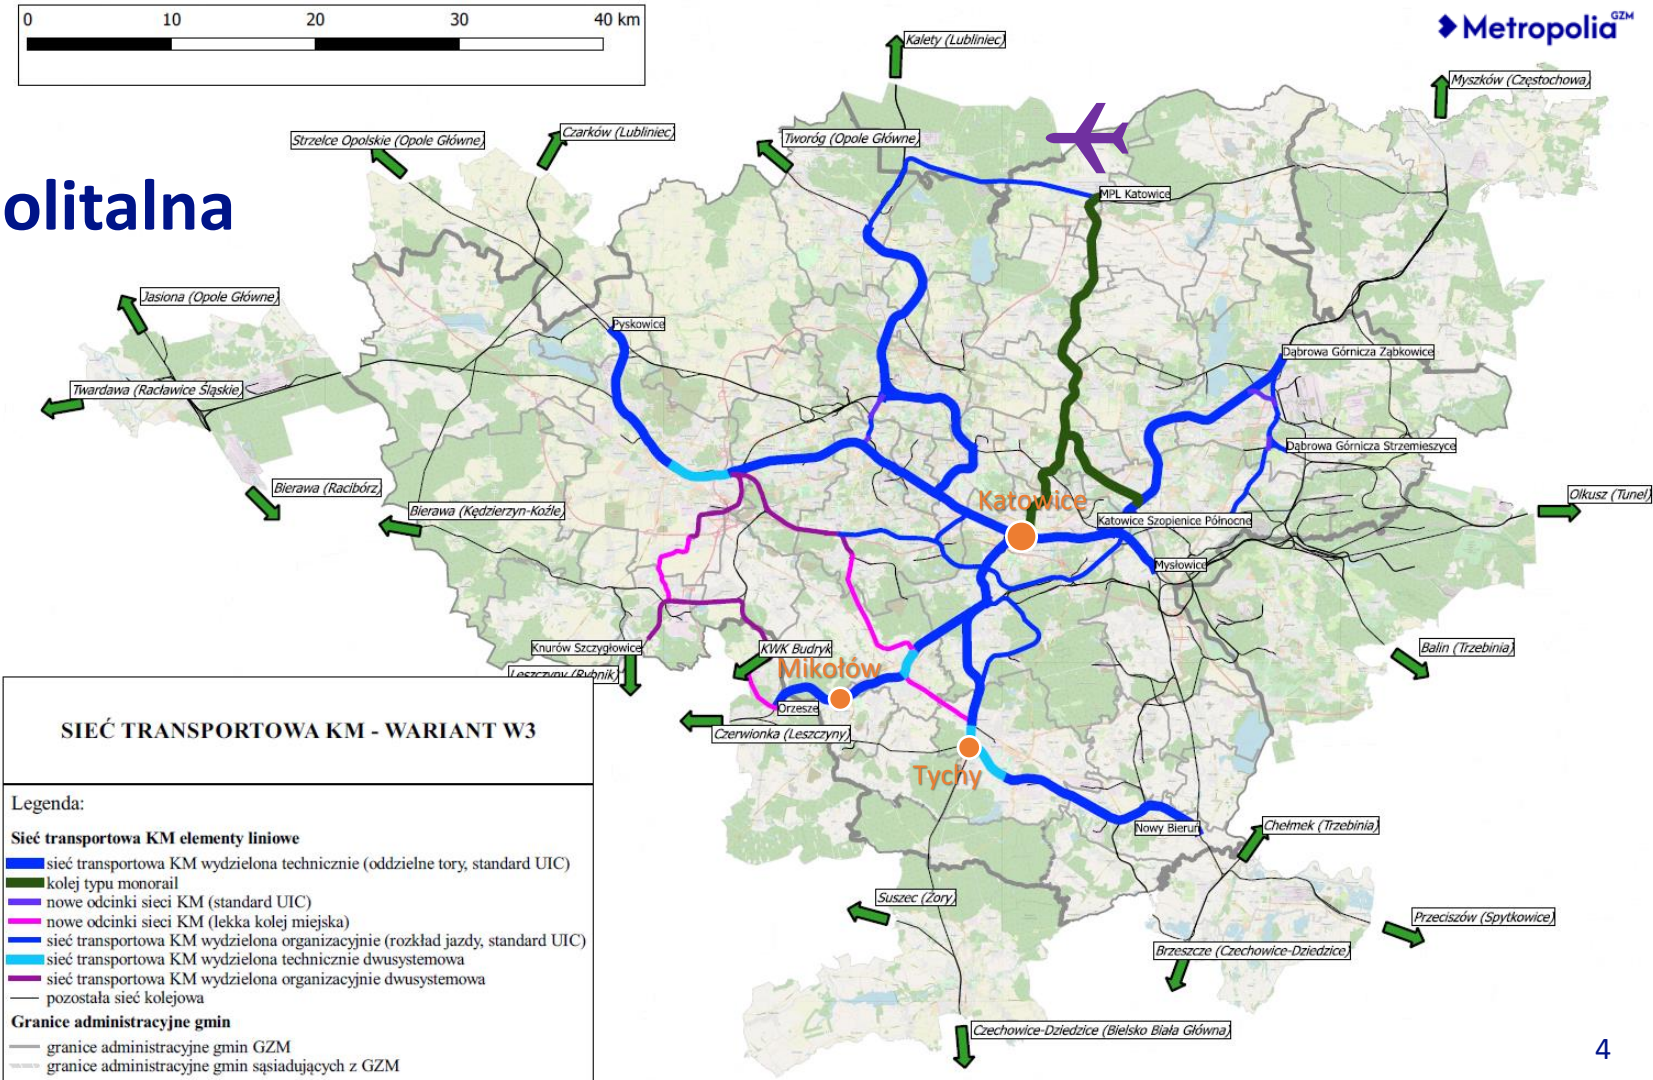 0 10 20 30 40 km
Metropolia GZM
Kalety (Lubliniec)
Myszków (Częstochowa)
Czarków (Lubliniec)
Strzelce Opolskie (Opole Główne)
Tworóg (Opole Główne)
olitalna
MPL Katowice
Jasiona (Opole Główne)
Pyskowice
Dąbrowa Górnicza Ząbkowice
Twardawa (Racławice Śląskie)
Dąbrowa Górnicza Strzemieszyce
Bierawa (Racibórz)
Olkusz (Tunel)
Katowice
Bierawa (Kędzierzyn-Koźle)
Katowice Szopienice Północne
Mysłowice
Knurów Szczygłowice
KWK Budryk
Balin (Trzebinia)
Leszczyny (Rybnik)
Mikołów
Orzesze
Czerwionka (Leszczyny)
Tychy
Nowy Bieruń
Chełmek (Trzebinia)
Suszec (Żory)
Przeciszów (Spytkowice)
Brzeszcze (Czechowice-Dziedzice)
Czechowice-Dziedzice (Bielsko Biała Główna)
SIEĆ TRANSPORTOWA KM - WARIANT W3
Legenda:
Sieć transportowa KM elementy liniowe
sieć transportowa KM wydzielona technicznie (oddzielne tory, standard UIC)
kolej typu monorail
nowe odcinki sieci KM (standard UIC)
nowe odcinki sieci KM (lekka kolej miejska)
sieć transportowa KM wydzielona organizacyjnie (rozkład jazdy, standard UIC)
sieć transportowa KM wydzielona technicznie dwusystemowa
sieć transportowa KM wydzielona organizacyjnie dwusystemowa
pozostała sieć kolejowa
Granice administracyjne gmin
granice administracyjne gmin GZM
granice administracyjne gmin sąsiadujących z GZM
4